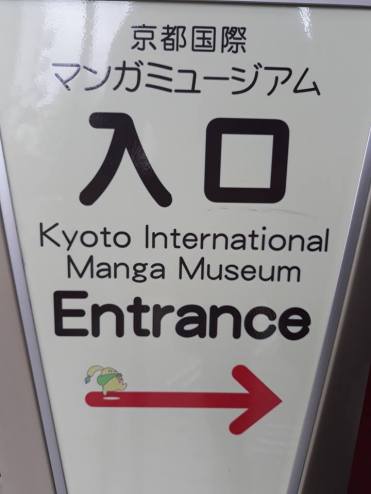 京都国際
マンガミュージアム
入口
Kyoto International
Manga Museum
Entrance